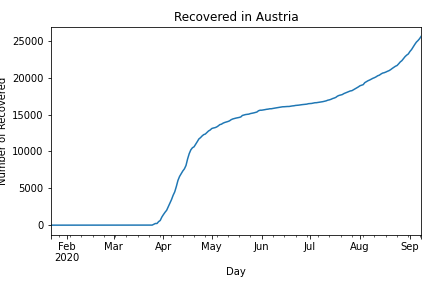 Recovered in Austria
Number of Recovered
25000
20000
15000
10000
5000
0
Feb Mar Apr May Jun Jul Aug Sep
2020
Day